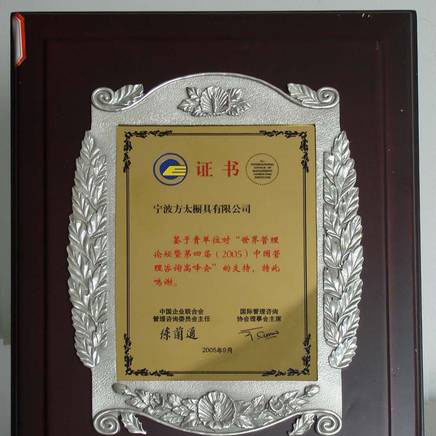 证书
宁波方太厨具有限公司
鉴于贵单位对“世界管理
论坛暨第四届（2005）中国管
理咨询高峰会”的支持，特此
鸣谢。
中国企业联合会
管理咨询委员会主任
国际管理咨询
协会理事会主席
2005年9月